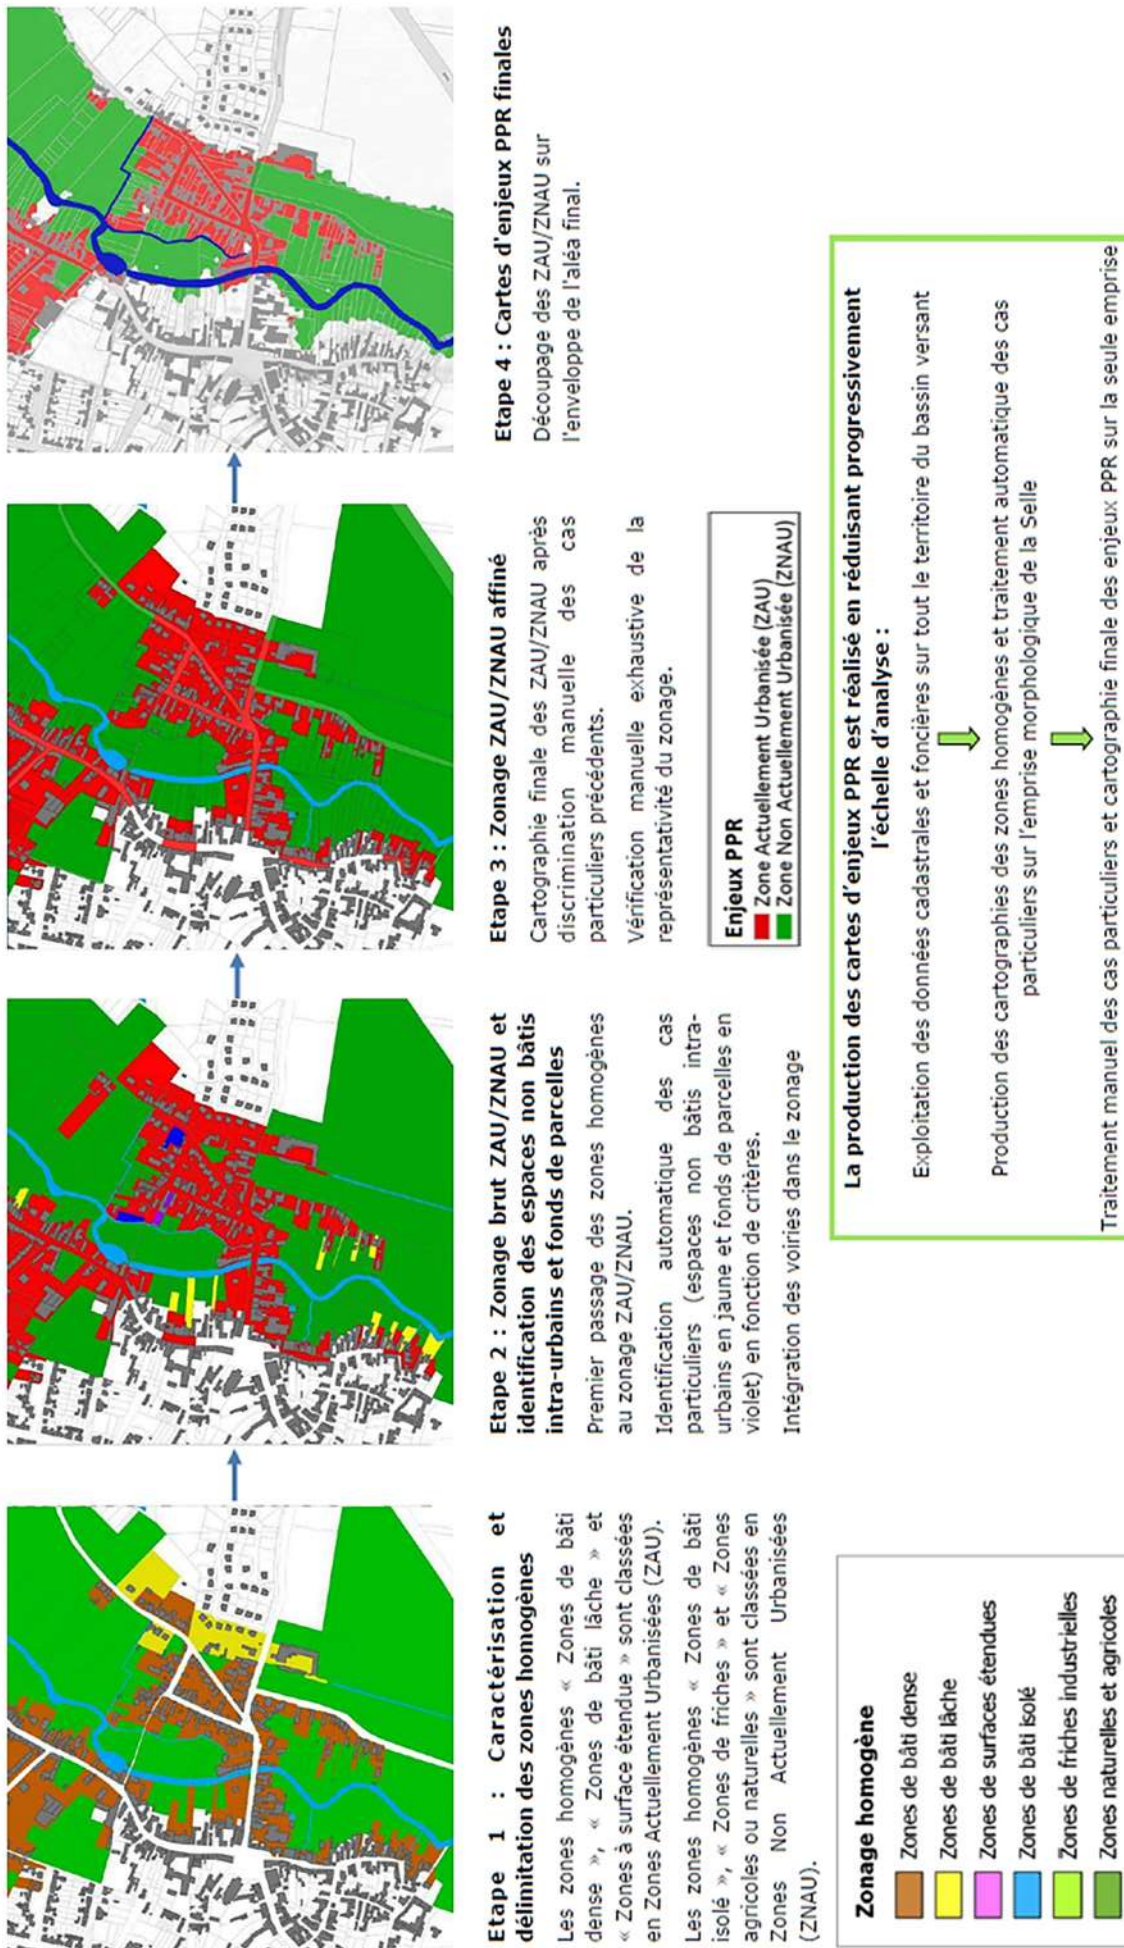 Etape 1 : Caractérisation et
délimitation des zones homogènes
Les zones homogènes « Zones de bâti
dense », « Zones de bâti lâche » et
« Zones à surface étendue » sont classées
en Zones Actuellement Urbanisées (ZAU).
Les zones homogènes « Zones de bâti
isolé », « Zones de friches » et « Zones
agricoles ou naturelles » sont classées en
Zones Non Actuellement Urbanisées
(ZNAU).
Etape 2 : Zonage brut ZAU/ZNAU et
identification des espaces non bâtis
intra-urbains et fonds de parcelles
Premier passage des zones homogènes
au zonage ZAU/ZNAU.
Identification automatique des cas
particuliers (espaces non bâtis intra-
urbains en jaune et fonds de parcelles en
violet) en fonction de critères.
Intégration des voiries dans le zonage
Etape 3 : Zonage ZAU/ZNAU affiné
Cartographie finale des ZAU/ZNAU après
discrimination manuelle des cas
particuliers précédents.
Vérification manuelle exhaustive de la
représentativité du zonage.
Etape 4 : Cartes d'enjeux PPR finales
Découpage des ZAU/ZNAU sur
l'enveloppe de l'aléa final.
Enjeux PPR
Zone Actuellement Urbanisée (ZAU)
Zone Non Actuellement Urbanisée (ZNAU)
Zonage homogène
Zones de bâti dense
Zones de bâti lâche
Zones de surfaces étendues
Zones de bâti isolé
Zones de friches industrielles
Zones naturelles et agricoles
La production des cartes d'enjeux PPR est réalisé en réduisant progressivement
l'échelle d'analyse :
Exploitation des données cadastrales et foncières sur tout le territoire du bassin versant
Production des cartographies des zones homogènes et traitement automatique des cas
particuliers sur l'emprise morphologique de la Selle
Traitement manuel des cas particuliers et cartographie finale des enjeux PPR sur la seule emprise